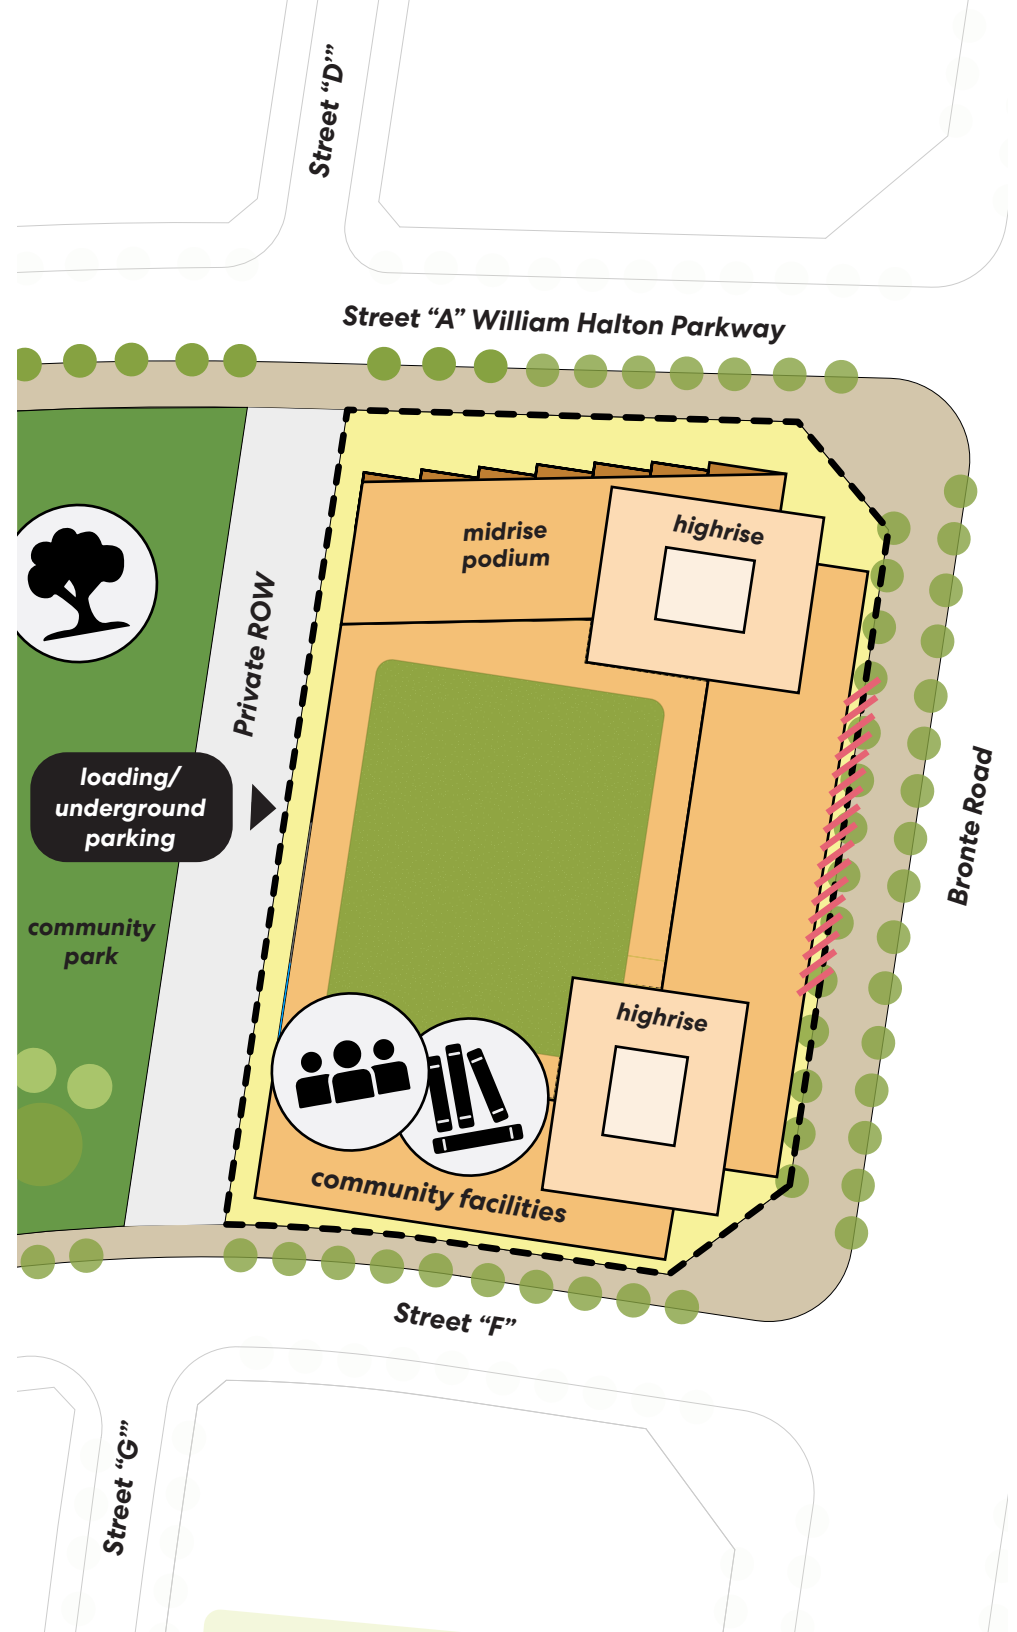 Street “D’”
Street “A” William Halton Parkway
midrise
podium
highrise
Private ROW
loading/
underground
parking
Bronte Road
community
park
highrise
community facilities
Street “F”
Street “G’”